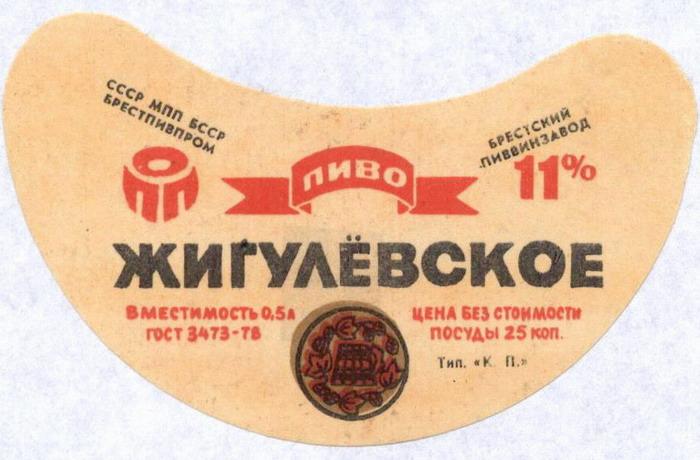 СССР МПП БССР
БРЕСТПИВПРОМ
БРЕСТСКИЙ
ПИВВИНЗАВОД
ПИВО
11%
ЖИГУЛЁВСКОЕ
ВМЕСТИМОСТЬ 0,5 л
ГОСТ 3473-78
ЦЕНА БЕЗ СТОИМОСТИ
ПОСУДЫ 25 КОП.
Тип. «К. П.»